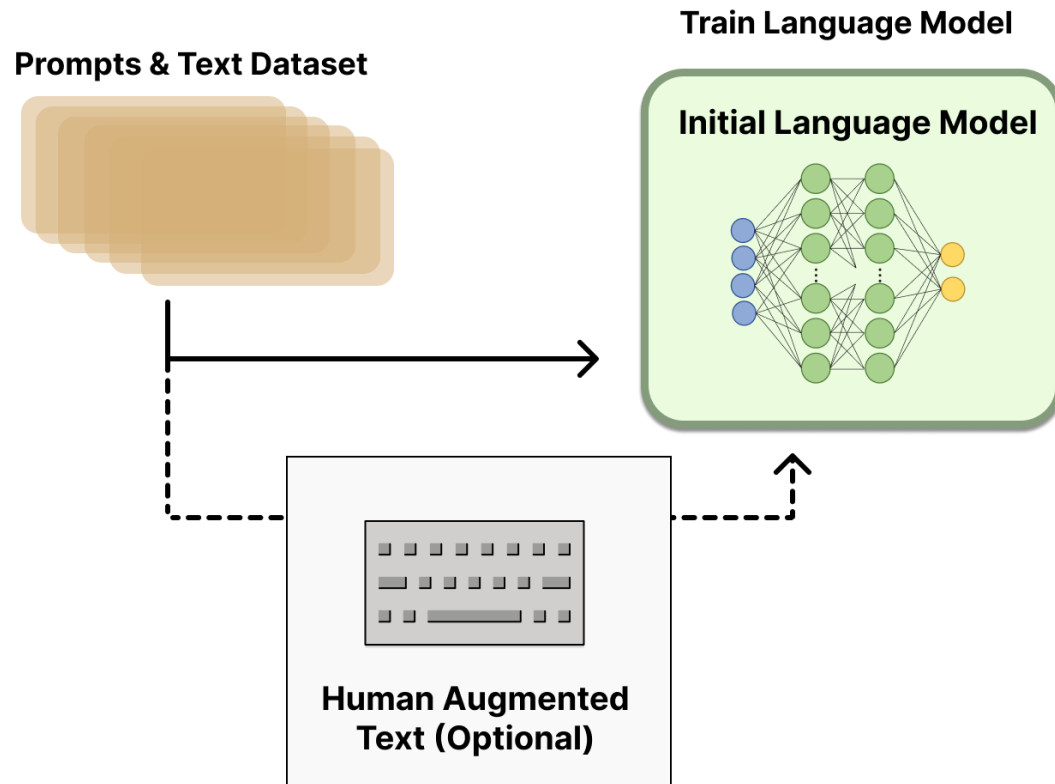 Train Language Model
Prompts & Text Dataset
Initial Language Model
Human Augmented
Text (Optional)